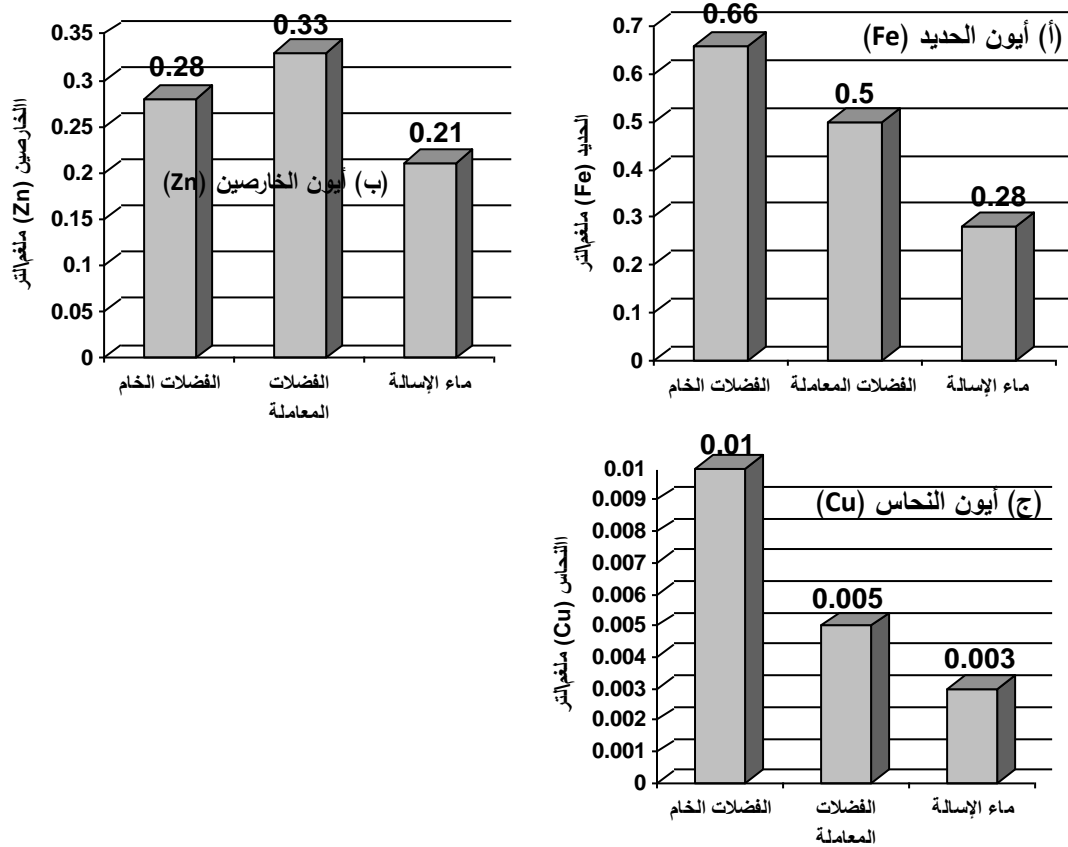 (أ) أيون الحديد (Fe)
الحديد (Fe) ملغم\لتر
0.7
0.6
0.5
0.4
0.3
0.2
0.1
0
0.66
0.5
0.28
الفضلات الخام
الفضلات المعاملة
ماء الإسالة
(ب) أيون الخارصين (Zn)
االخارصين (Zn) ملغم\لتر
0.35
0.3
0.25
0.2
0.15
0.1
0.05
0
0.28
0.33
0.21
الفضلات الخام
الفضلات
المعاملة
ماء الإسالة
(ج) أيون النحاس (Cu)
االنحاس (Cu) ملغم\لتر
0.01
0.009
0.008
0.007
0.006
0.005
0.004
0.003
0.002
0.001
0
0.01
0.005
0.003
الفضلات الخام
الفضلات
المعاملة
ماء الإسالة